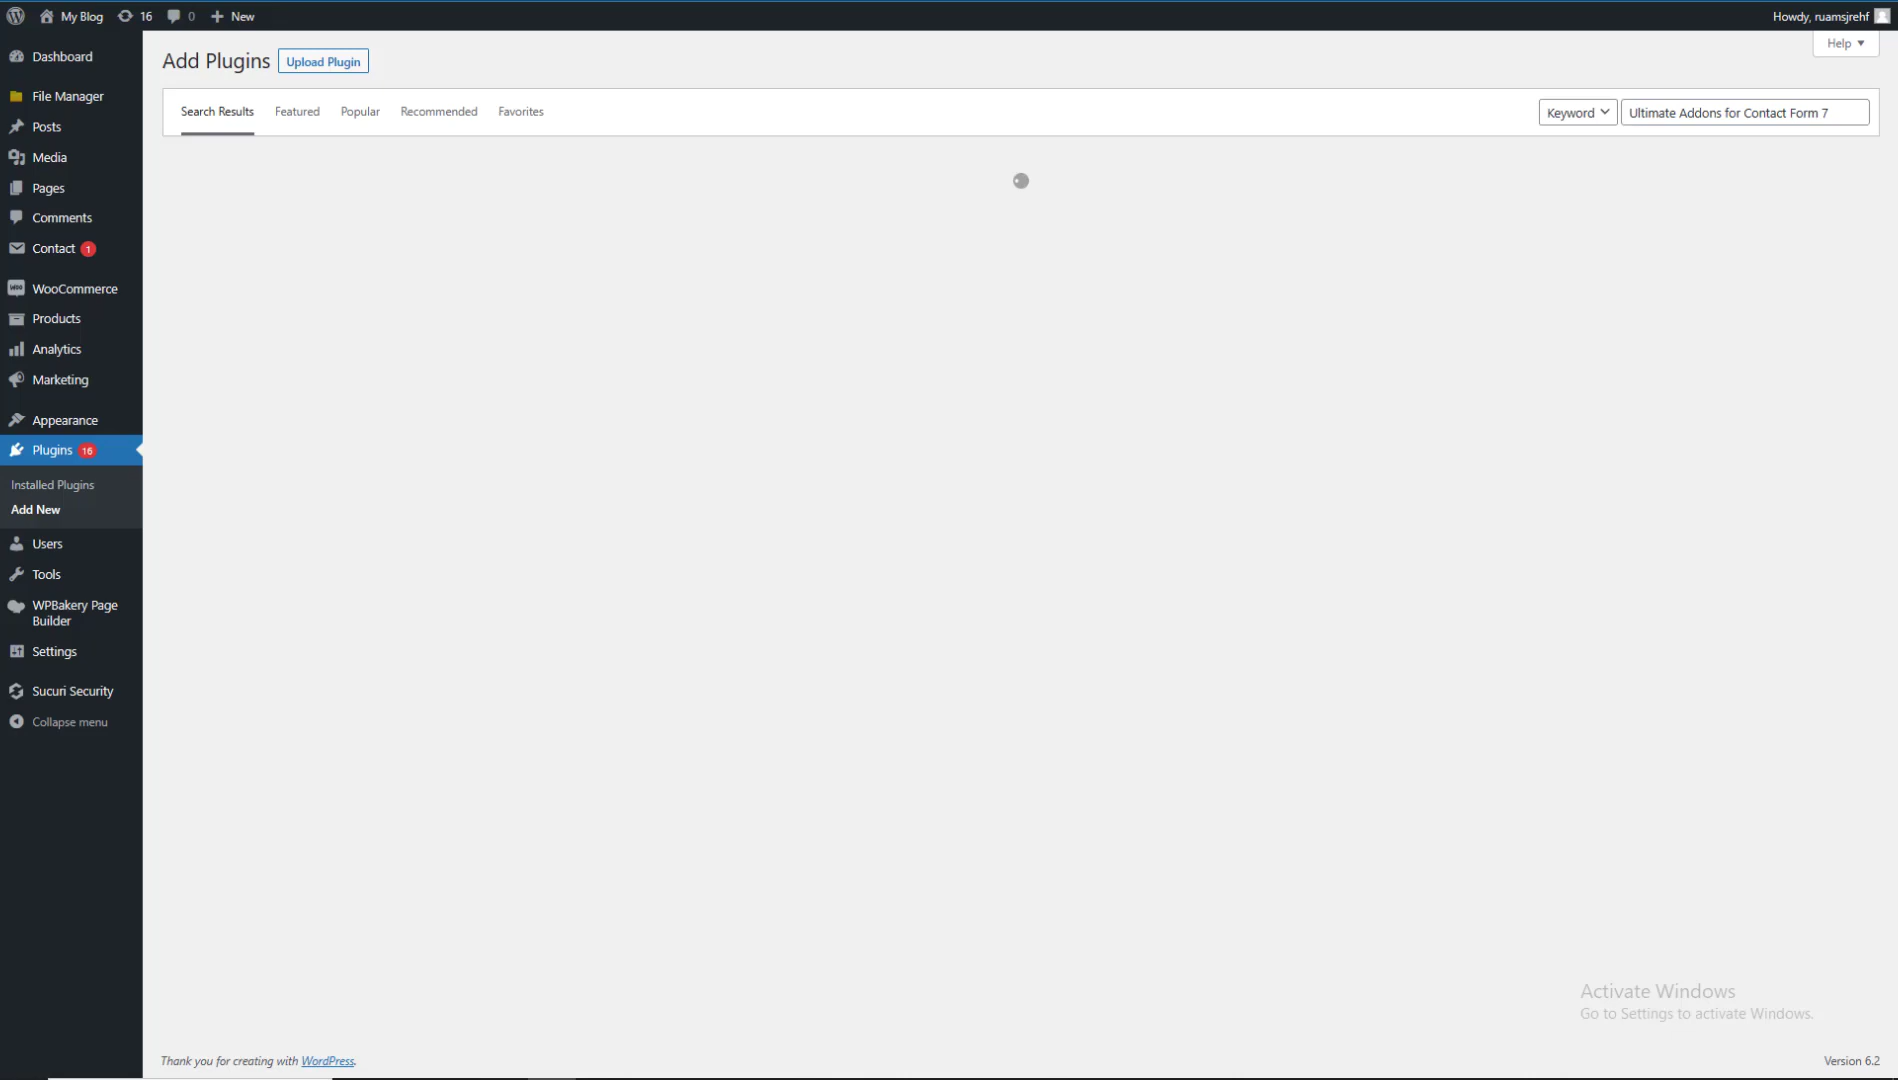 My Blog 16 0 New Howdy, ruamsjrehf
Help
Add Plugins Upload Plugin
Search Results Featured Popular Recommended Favorites Keyword Ultimate Addons for Contact Form 7
Dashboard
File Manager
Posts
Media
Pages
Comments
Contact 1
WooCommerce
Products
Analytics
Marketing
Appearance
Plugins 16
Installed Plugins
Add New
Users
Tools
WPBakery Page
Builder
Settings
Sucuri Security
Collapse menu
Activate Windows
Go to Settings to activate Windows.
Thank you for creating with WordPress. Version 6.2